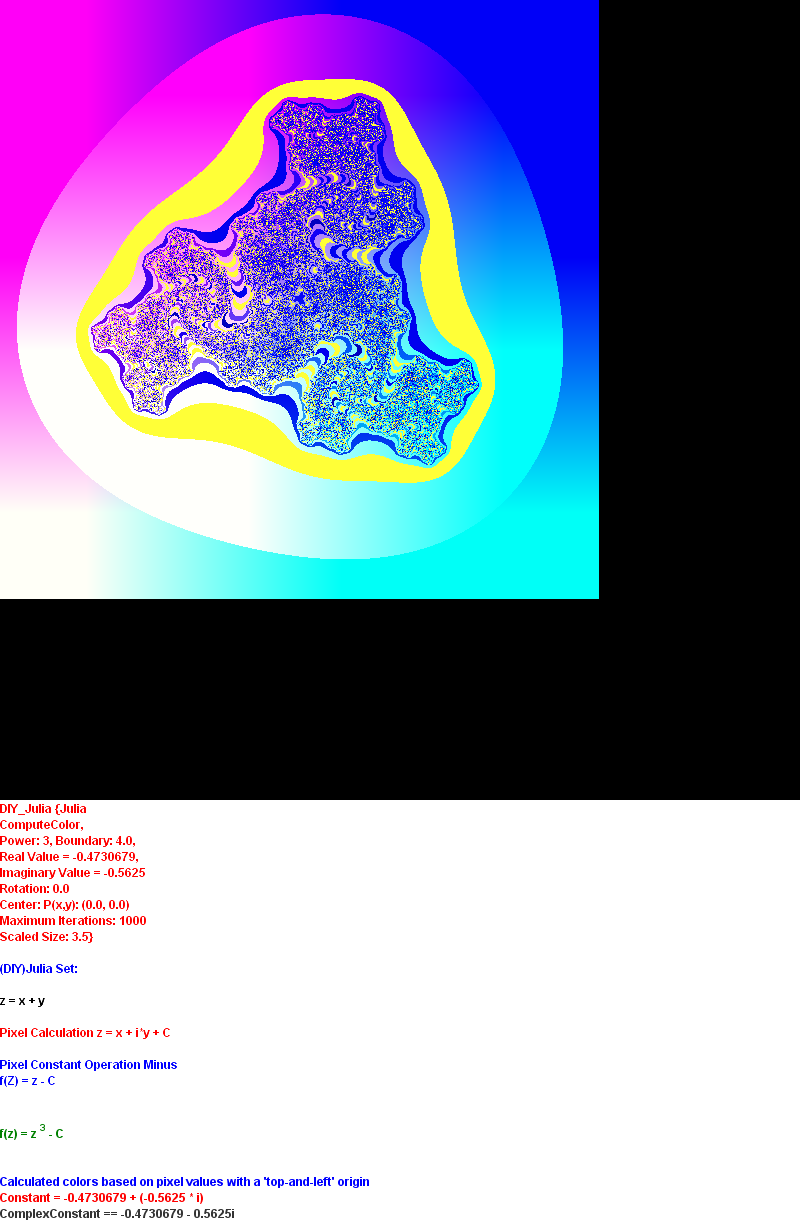 DIY_Julia {Julia
ComputeColor,
Power: 3, Boundary: 4.0,
Real Value = -0.4730679,
Imaginary Value = -0.5625
Rotation: 0.0
Center: P(x,y): (0.0, 0.0)
Maximum Iterations: 1000
Scaled Size: 3.5}
(DIY)Julia Set:
z = x + y
Pixel Calculation z = x + i*y + C
Pixel Constant Operation Minus
f(Z) = z - C
f(z) = z ³ - C
Calculated colors based on pixel values with a 'top-and-left' origin
Constant = -0.4730679 + (-0.5625 * i)
ComplexConstant == -0.4730679 - 0.5625i